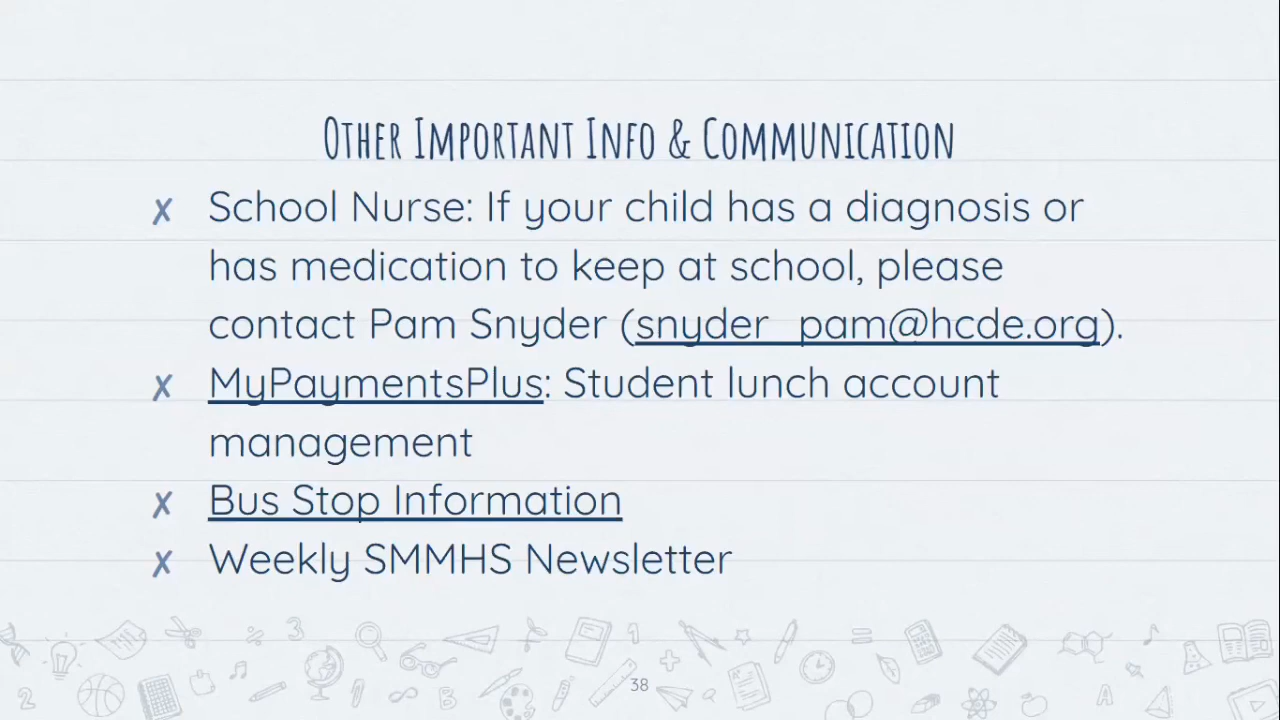 Other Important Info & Communication
✗ School Nurse: If your child has a diagnosis or
has medication to keep at school, please
contact Pam Snyder (snyder_pam@hcde.org).
✗ MyPaymentsPlus: Student lunch account
management
✗ Bus Stop Information
✗ Weekly SMMHS Newsletter
38